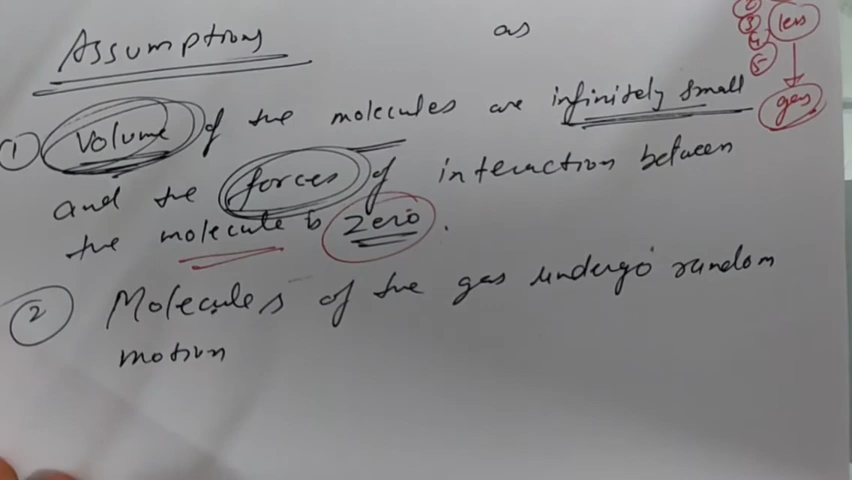 Assumptions
as
less
gas
① Volume of the molecules are infinitely small
and the forces of interaction between
the molecule is Zero.
② Molecules of the gas undergo random
motion